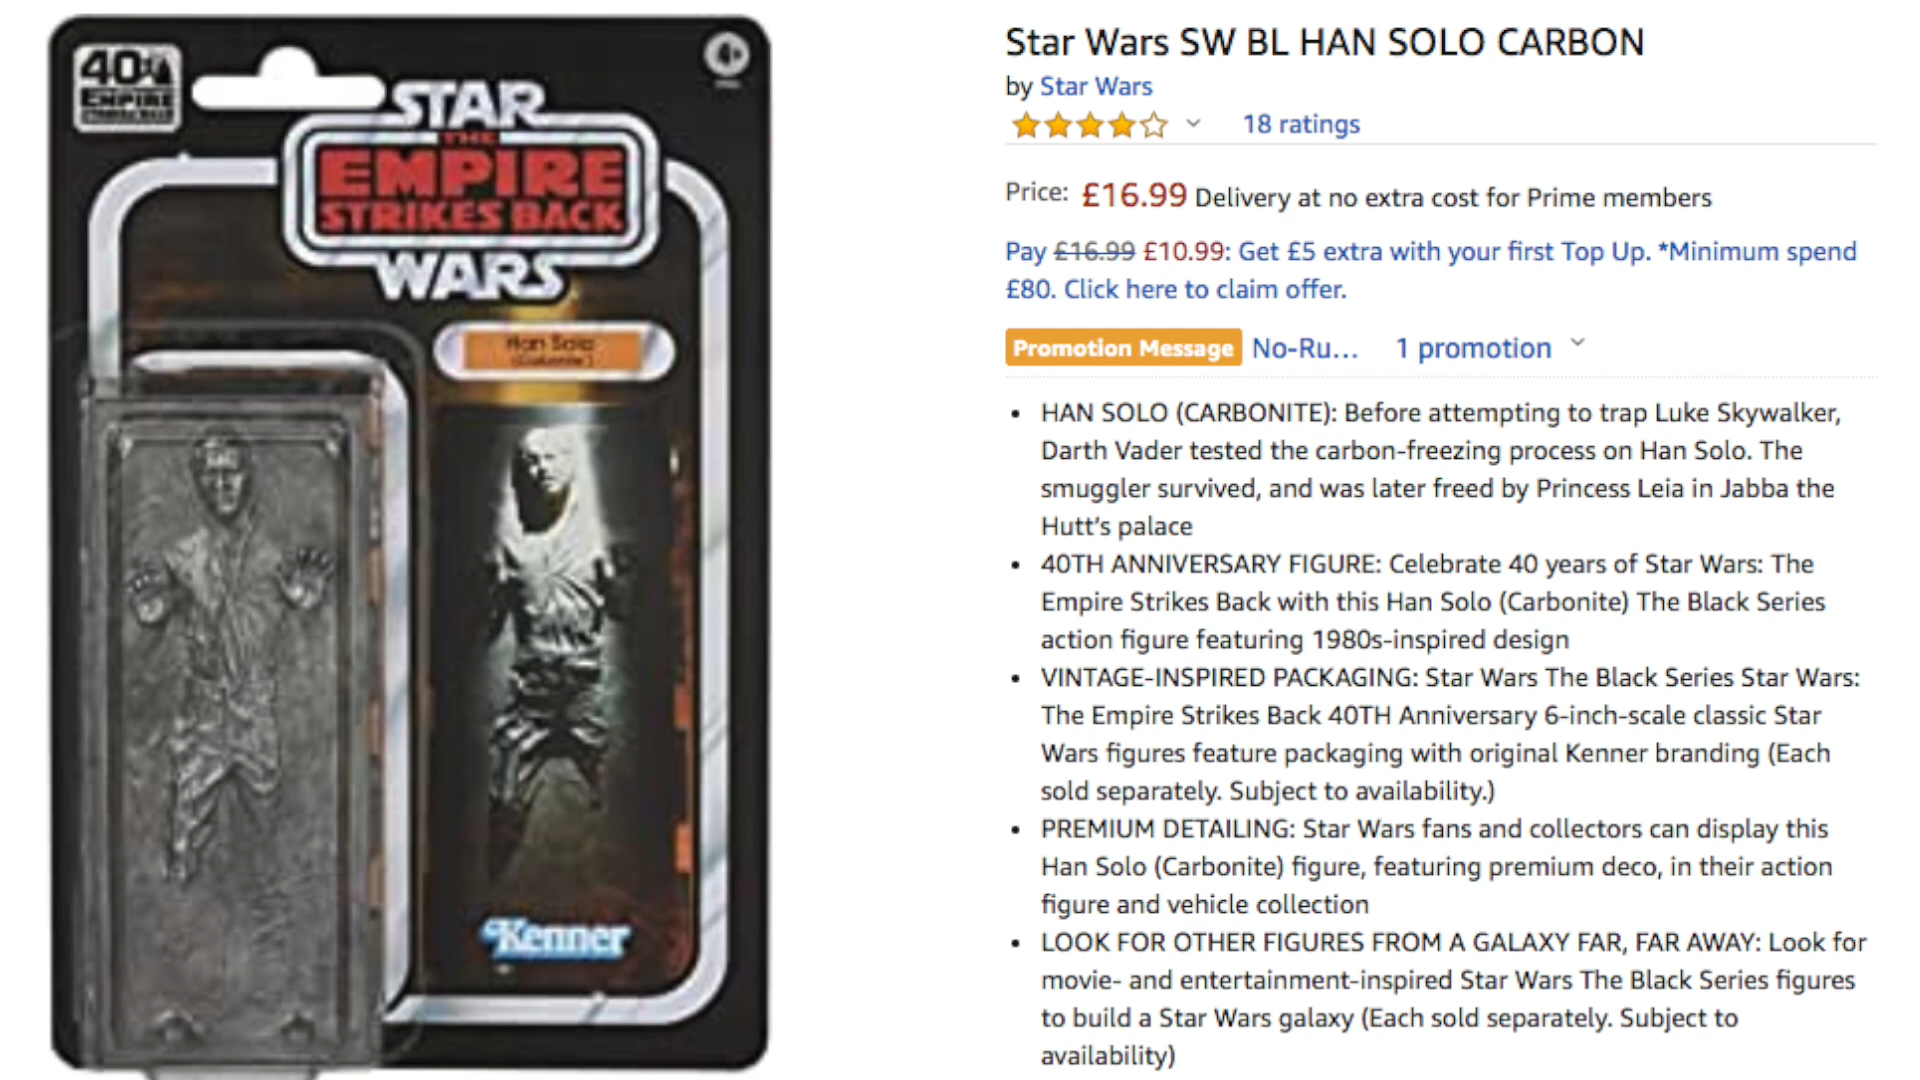 40th
EMPIRE
4+
STAR
THE
EMPIRE
STRIKES BACK
WARS
Han Solo
(Carbonite)
Kenner
Star Wars SW BL HAN SOLO CARBON
by Star Wars
18 ratings
Price: £16.99 Delivery at no extra cost for Prime members
Pay £16.99 £10.99: Get £5 extra with your first Top Up. *Minimum spend
£80. Click here to claim offer.
Promotion Message No-Ru... 1 promotion
• HAN SOLO (CARBONITE): Before attempting to trap Luke Skywalker,
Darth Vader tested the carbon-freezing process on Han Solo. The
smuggler survived, and was later freed by Princess Leia in Jabba the
Hutt's palace
• 40TH ANNIVERSARY FIGURE: Celebrate 40 years of Star Wars: The
Empire Strikes Back with this Han Solo (Carbonite) The Black Series
action figure featuring 1980s-inspired design
• VINTAGE-INSPIRED PACKAGING: Star Wars The Black Series Star Wars:
The Empire Strikes Back 40TH Anniversary 6-inch-scale classic Star
Wars figures feature packaging with original Kenner branding (Each
sold separately. Subject to availability.)
• PREMIUM DETAILING: Star Wars fans and collectors can display this
Han Solo (Carbonite) figure, featuring premium deco, in their action
figure and vehicle collection
• LOOK FOR OTHER FIGURES FROM A GALAXY FAR, FAR AWAY: Look for
movie- and entertainment-inspired Star Wars The Black Series figures
to build a Star Wars galaxy (Each sold separately. Subject to
availability)